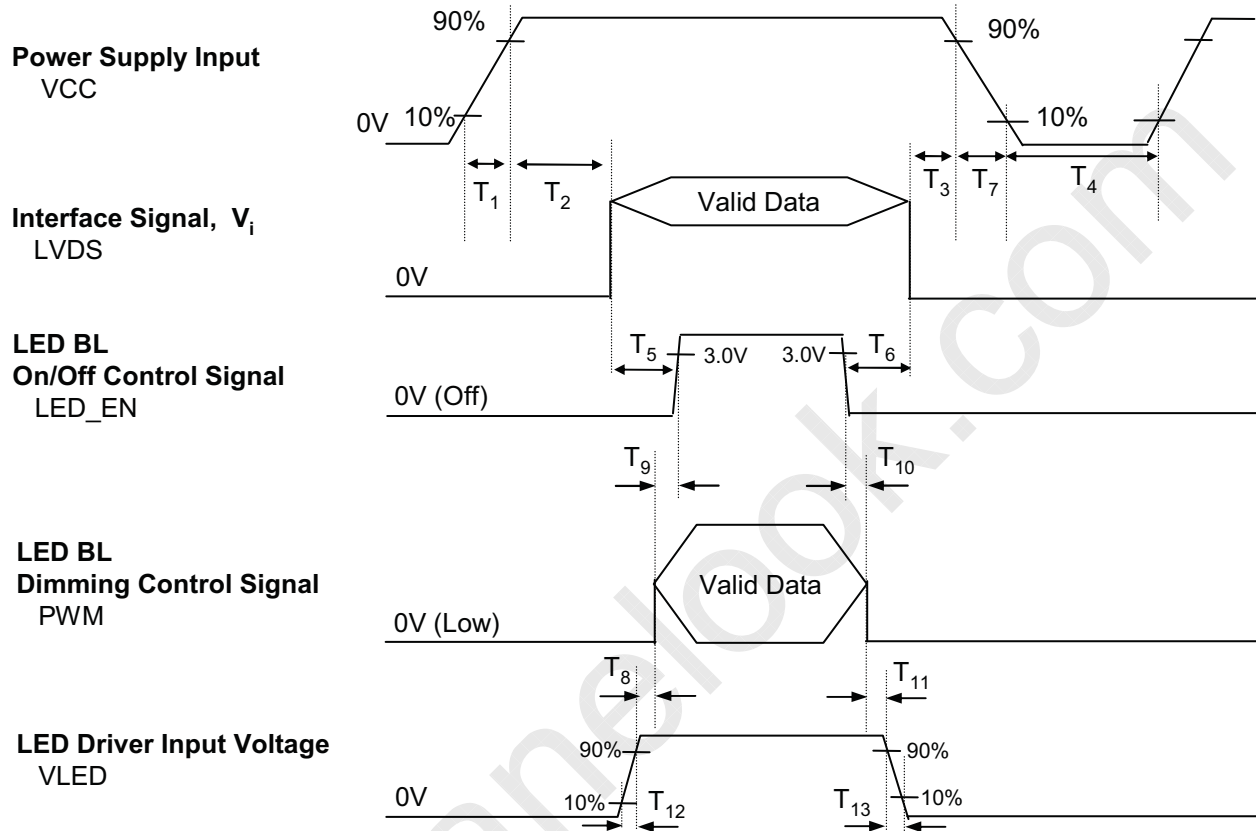 90%
90%
Power Supply Input
VCC
10%
10%
0V
T1
T2
T3
T7
T4
Valid Data
Interface Signal, Vi
LVDS
0V
LED BL
On/Off Control Signal
LED_EN
T5
3.0V
3.0V
T6
0V (Off)
T9
T10
LED BL
Dimming Control Signal
PWM
Valid Data
0V (Low)
T8
T11
LED Driver Input Voltage
VLED
90%
90%
0V
10%
T12
T13
10%
nelook.com